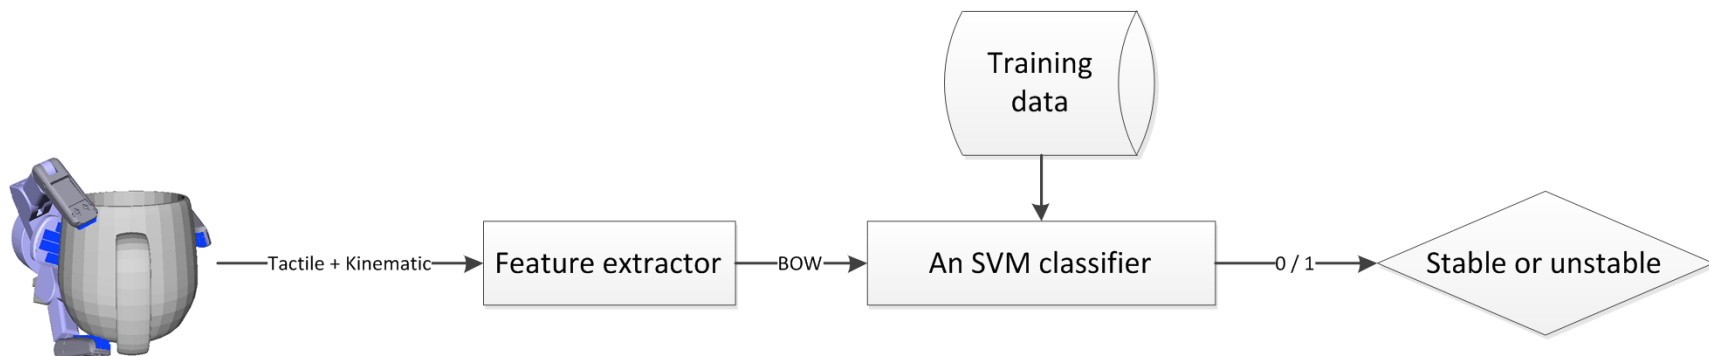 Training
data
Tactile + Kinematic
Feature extractor
BOW
An SVM classifier
0 / 1
Stable or unstable